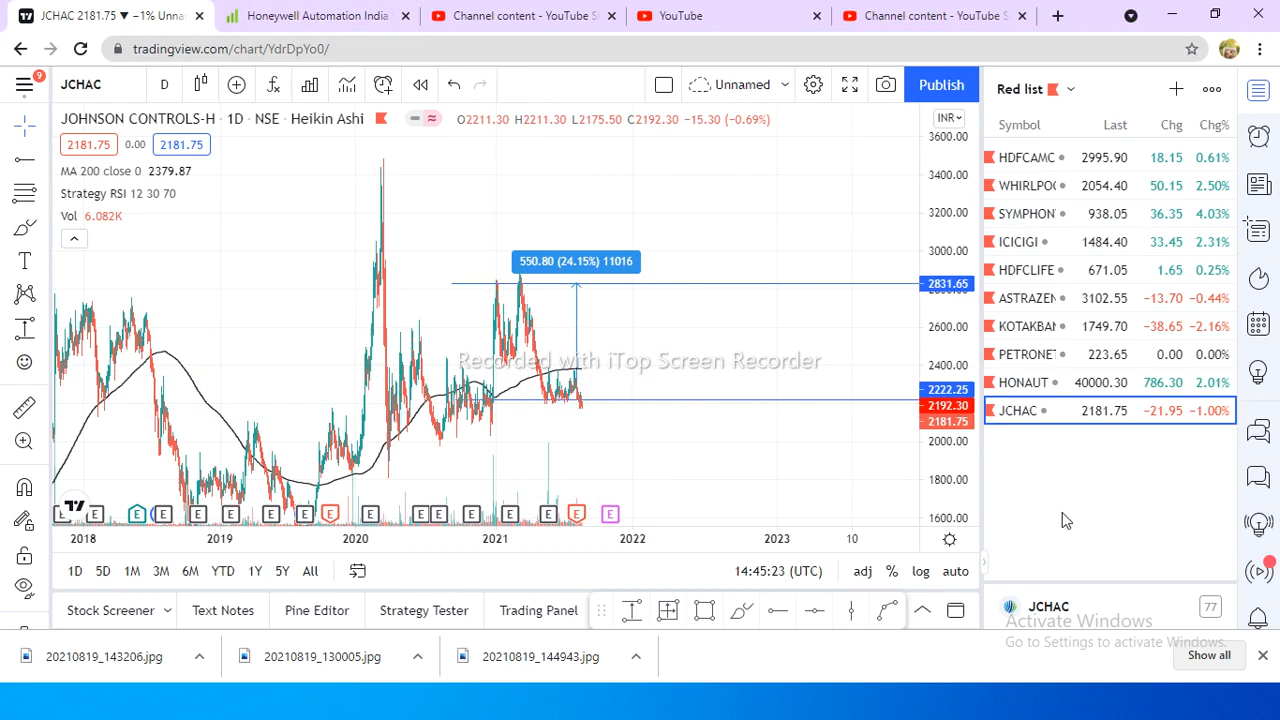 JCHAC 2181.75 ▼ −1% Unna
Honeywell Automation India
Channel content - YouTube S
YouTube
Channel content - YouTube S
tradingview.com/chart/YdrDpYo0/
9
JCHAC
D
Unnamed
Publish
Red list
JOHNSON CONTROLS-H · 1D · NSE · Heikin Ashi
O2211.30 H2211.30 L2175.50 C2192.30 −15.30 (−0.69%)
INR
2181.75
0.00
2181.75
MA 200 close 0 2379.87
Strategy RSI 12 30 70
Vol 6.082K
Symbol Last Chg Chg%
HDFCAMC 2995.90 18.15 0.61%
WHIRLPO 2054.40 50.15 2.50%
SYMPHON 938.05 36.35 4.03%
ICICIGI 1484.40 33.45 2.31%
HDFCLIFE 671.05 1.65 0.25%
ASTRAZEN 3102.55 −13.70 −0.44%
KOTAKBAN 1749.70 −38.65 −2.16%
PETRONET 223.65 0.00 0.00%
HONAUT 40000.30 786.30 2.01%
JCHAC 2181.75 −21.95 −1.00%
550.80 (24.15%) 11016
Recorded with iTop Screen Recorder
3600.00
3400.00
3200.00
3000.00
2831.65
2600.00
2400.00
2222.25
2192.30
2181.75
2000.00
1800.00
1600.00
E E E E E E E E E E E E E E E E
2018 2019 2020 2021 2022 2023 10
1D 5D 1M 3M 6M YTD 1Y 5Y All
14:45:23 (UTC)
adj % log auto
Stock Screener
Text Notes
Pine Editor
Strategy Tester
Trading Panel
JCHAC
77
Activate Windows
Go to Settings to activate Windows.
20210819_143206.jpg
20210819_130005.jpg
20210819_144943.jpg
Show all